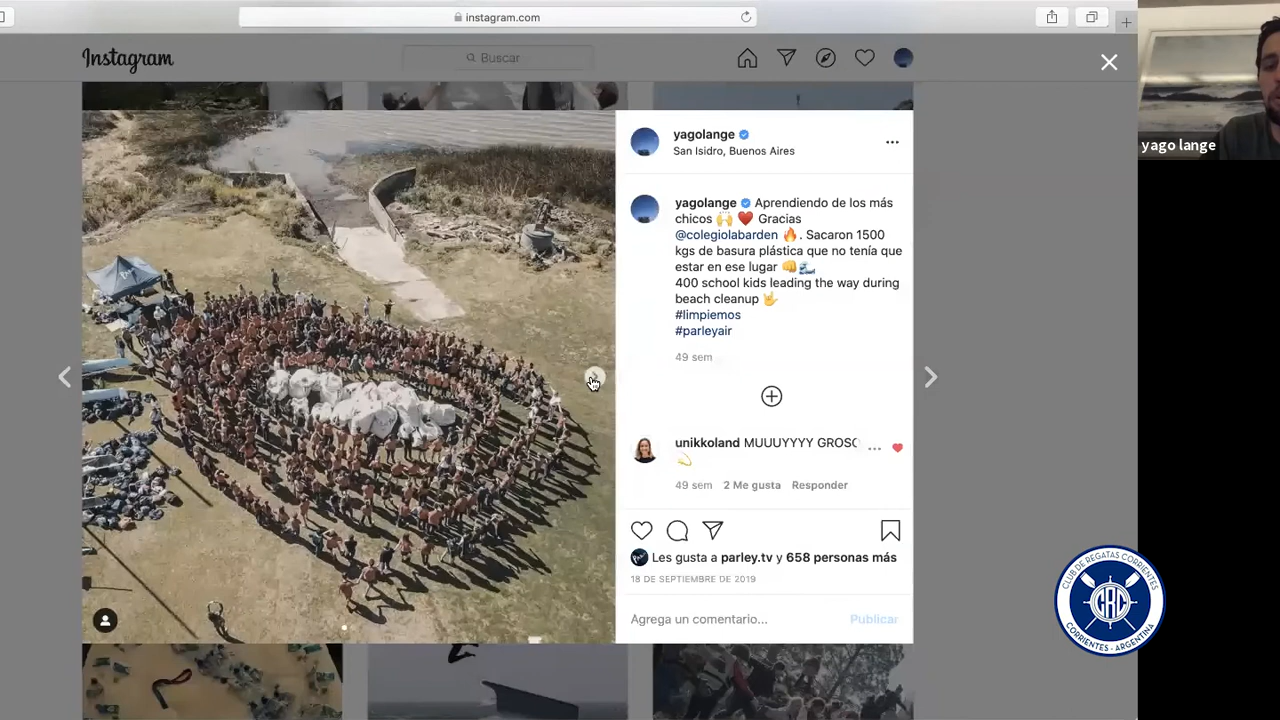 instagram.com
Instagram
Buscar
yago lange
yagolange
San Isidro, Buenos Aires
yagolange Aprendiendo de los más
chicos 🙌 ❤️ Gracias
@colegiolabarden 🔥. Sacaron 1500
kgs de basura plástica que no tenía que
estar en ese lugar 👊🌊
400 school kids leading the way during
beach cleanup 🤟
#limpiemos
#parleyair
49 sem
unikkoland MUUUYYYY GROSO
💫
49 sem 2 Me gusta Responder
Les gusta a parley.tv y 658 personas más
18 DE SEPTIEMBRE DE 2019
Agrega un comentario... Publicar
CLUB DE REGATAS CORRIENTES
CRC
CORRIENTES - ARGENTINA